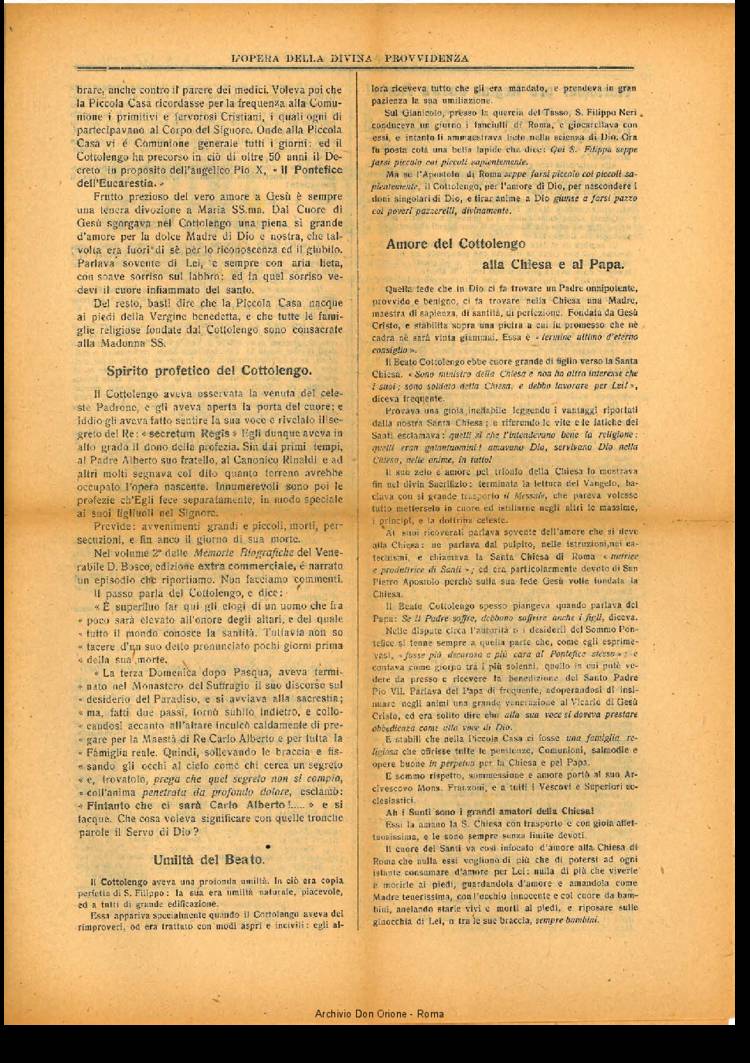 L'OPERA DELLA DIVINA PROVVIDENZA
brare, anche contro il parere dei medici. Voleva poi che
la Piccola Casa ricordasse per la frequenza alla Comu-
nione i primitivi e fervorosi Cristiani, i quali ogni dì
partecipavano al Corpo del Signore. Onde alla Piccola
Casa vi é Comunione generale tutti i giorni: ed il
Cottolengo ha precorso in ciò di oltre 50 anni il De-
creto in proposito dell'angelico Pio X, « il Pontefice
dell'Eucarestia. »
Frutto prezioso del vero amore a Gesù è sempre
una tenera divozione a Maria SS.ma. Dal Cuore di
Gesù sgorgava nel Cottolengo una piena sì grande
d'amore per la dolce Madre di Dio e nostra, che tal-
volta era fuori di sè per lo riconoscenza ed il giubilo.
Parlava sovente di Lei, e sempre con aria lieta,
con soave sorriso sul labbro; ed in quel sorriso ve-
devi il cuore infiammato del santo.
Del resto, basti dire che la Piccola Casa nacque
ai piedi della Vergine benedetta, e che tutte le fami-
glie religiose fondate dal Cottolengo sono consacrate
alla Madonna SS.
Spirito profetico del Cottolengo.
Il Cottolengo aveva osservata la venuta del cele-
ste Padrone, e gli aveva aperta la porta del cuore; e
Iddio gli aveva fatto sentire la sua voce e rivelato il se-
greto del Re: « secretum Regis » Egli dunque aveva in
alto grado il dono della profezia. Sin dai primi tempi,
al Padre Alberto suo fratello, al Canonico Rinaldi e ad
altri molti segnava col dito quanto terreno avrebbe
occupalo l'opera nascente. Innumerevoli sono poi le
profezie ch'Egli fece separatamente, in modo speciale
ai suoi figliuoli nel Signore.
Previde: avvenimenti grandi e piccoli, morti, per-
secuzioni, e fin anco il giorno di sua morte.
Nel volume 2º delle Memorie Biografiche del Vene-
rabile D. Bosco, edizione extra commerciale, é narrato
un episodio che riportiamo. Non facciamo commenti.
Il passo parla del Cottolengo, e dice:
« È superfluo far qui gli elogi di un uomo che fra
« poco sarà elevato all'onore degli altari, e del quale
« tutto il mondo conosce la santità. Tuttavia non so
« tacere d'un suo detto pronunciato pochi giorni prima
« della sua morte.
« La terza Domenica dopo Pasqua, aveva termi-
« nato nel Monastero del Suffragio il suo discorso sul
« desiderio del Paradiso, e si avviava alla sacrestia;
« ma, fatti due passi, tornò subito indietro, e collo-
« candosi accanto all'altare inculcò caldamente di pre-
« gare per la Maestà di Re Carlo Alberto e per tutta la
« Famiglia reale. Quindi, sollevando le braccia e fis-
« sando gli occhi al cielo come chi cerca un segreto
« e, trovatolo, prega che quel segreto non si compia,
« coll'anima penetrata da profondo dolore, esclamò:
« Fintanto che ci sarà Carlo Alberto!..... » e si
tacque. Che cosa voleva significare con quelle tronche
parole il Servo di Dio?
Umiltà del Beato.
Il Cottolengo aveva una profonda umiltà. In ciò era copia
perfetta di S. Filippo: la sua era umiltà naturale, piacevole,
ed a tutti di grande edificazione.
Essa appariva specialmente quando il Cottolengo aveva dei
rimproveri, od era trattato con modi aspri e incivili: egli al-
lora riceveva tutto che gli era mandato, e prendeva in gran
pazienza la sua umiliazione.
Sul Gianicolo, presso la quercia del Tasso, S. Filippo Neri
conduceva un giorno i fanciulli di Roma, e giocarellava con
essi, e intanto li ammaestrava lieto nella scienza di Dio. Ora
fu posta colà una bella lapide che dice: Qui S. Filippo seppe
farsi piccolo coi piccoli sapientemente.
Ma se l'Apostolo di Roma seppe farsi piccolo coi piccoli sa-
pientemente, il Cottolengo, per l'amore di Dio, per nascondere i
doni singolari di Dio, e tirar anime a Dio giunse a farsi pazzo
coi poveri pazzerelli, divinamente.
Amore del Cottolengo
alla Chiesa e al Papa.
Quella fede che in Dio ci fa trovare un Padre onnipotente,
provvido e benigno, ci fa trovare nella Chiesa una Madre,
maestra di sapienza, di santità, di perfezione. Fondata da Gesù
Cristo, e stabilita sopra una pietra a cui fu promesso che nè
cadrà nè sarà vinta giammai. Essa è « termine ultimo d'eterno
consiglio ».
Il Beato Cottolengo ebbe cuore grande di figlio verso la Santa
Chiesa. « Sono ministro della Chiesa e non ho altro interesse che
i suoi; sono soldato della Chiesa, e debbo lavorare per Lei! »,
diceva frequente.
Provava una gioia ineffabile leggendo i vantaggi riportati
della nostra Santa Chiesa; e riferendo le vite e le fatiche dei
Santi esclamava: quelli sì che l'intendevano bene la religione:
quelli eran galantuomini! amavano Dio, servivano Dio nella
Chiesa, nelle anime, in tutto!
Il suo zelo e amore pel trionfo della Chiesa lo mostrava
fin nel divin Sacrifizio: terminata la lettura del Vangelo, ba-
ciava con sì grande trasporto il Messale, che pareva volesse
tutto metterselo in cuore ed istillarne negli altri le massime,
i principi, e la dottrina celeste.
Ai suoi ricoverati parlava sovente dell'amore che si deve
alla Chiesa: ne parlava dal pulpito, nelle istruzioni, nei ca-
techismi, e chiamava la Santa Chiesa di Roma « nutrice
e produttrice di Santi »; ed era particolarmente devoto di San
Pietro Apostolo perchè sulla sua fede Gesù volle fondata la
Chiesa.
Il Beato Cottolengo spesso piangeva quando parlava del
Papa: Se il Padre soffre, debbono soffrire anche i figli, diceva.
Nelle dispute circa l'autorità o i desiderii del Sommo Pon-
tefice si tenne sempre a quella parte che, come egli esprime-
vasi, « fosse più decorosa e più cara al Pontefice stesso »: e
contava come giorno tra i più solenni, quello in cui potè ve-
dere da presso e ricevere la benedizione del Santo Padre
Pio VII. Parlava del Papa di frequente, adoperandosi di insi-
nuare negli animi una grande venerazione al Vicario di Gesù
Cristo, ed era solito dire che alla sua voce si doveva prestare
obbedienza come alla voce di Dio.
E stabilì che nella Piccola Casa ci fosse una famiglia re-
ligiosa che offrisse tutte le penitenze, Comunioni, salmodie e
opere buone in perpetuo per la Chiesa e pel Papa.
E sommo rispetto, sommessione e amore portò al suo Ar-
civescovo Mons. Franzoni, e a tutti i Vescovi e Superiori ec-
clesiastici.
Ah i Santi sono i grandi amatori della Chiesa!
Essi la amano la S. Chiesa con trasporto e con gioia affet-
tuosissima, e le sono sempre senza limite devoti.
Il cuore dei Santi va così infocato d'amore alla Chiesa di
Roma che nulla essi vogliono di più che di potersi ad ogni
istante consumare d'amore per Lei: nulla di più che viverle
e morirle ai piedi, guardandola d'amore e amandola come
Madre tenerissima, con l'occhio innocente e col cuore da bam-
bini, anelando starle vivi e morti ai piedi, e riposare sulle
ginocchia di Lei, o tra le sue braccia, sempre bambini.
Archivio Don Orione - Roma